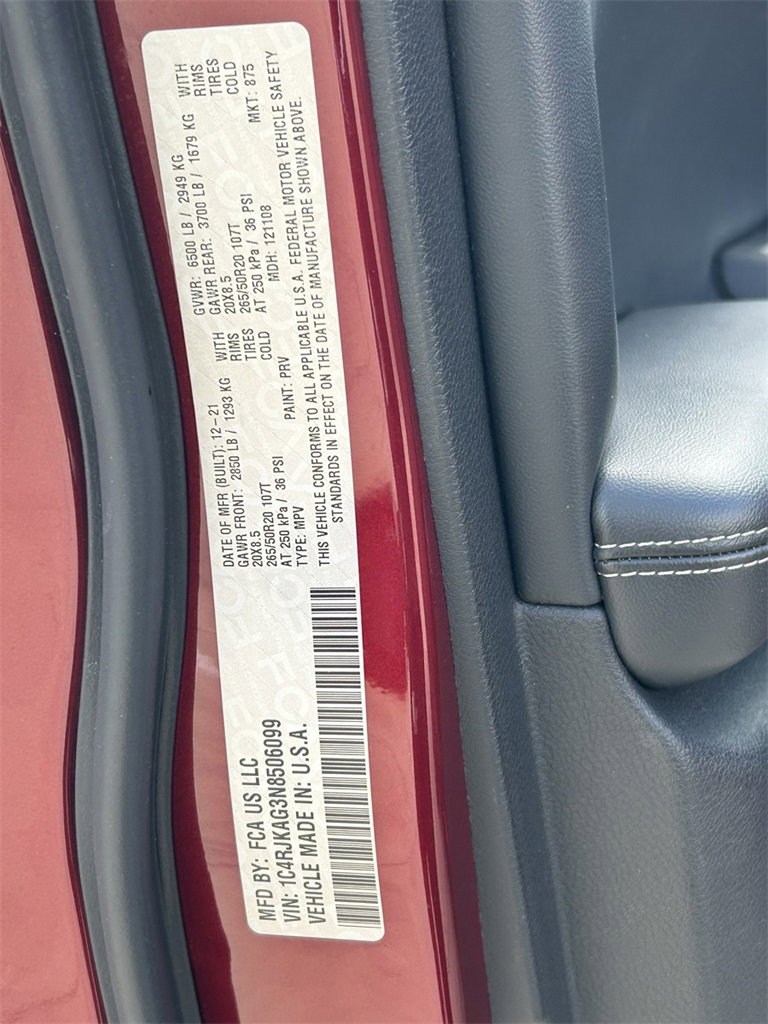 MFD BY: FCA US LLC
VIN: 1C4RJKAG3N8506099
VEHICLE MADE IN: U.S.A.
DATE OF MFR (BUILT): 12-21 GVWR: 6500 LB / 2949 KG
GAWR FRONT: 2850 LB / 1293 KG WITH GAWR REAR: 3700 LB / 1679 KG WITH
20X8.5 RIMS 20X8.5 RIMS
265/50R20 107T TIRES 265/50R20 107T TIRES
AT 250 kPa / 36 PSI COLD AT 250 kPa / 36 PSI COLD
TYPE: MPV PAINT: PRV MDH: 121108 MKT: 875
THIS VEHICLE CONFORMS TO ALL APPLICABLE U.S.A. FEDERAL MOTOR VEHICLE SAFETY
STANDARDS IN EFFECT ON THE DATE OF MANUFACTURE SHOWN ABOVE.